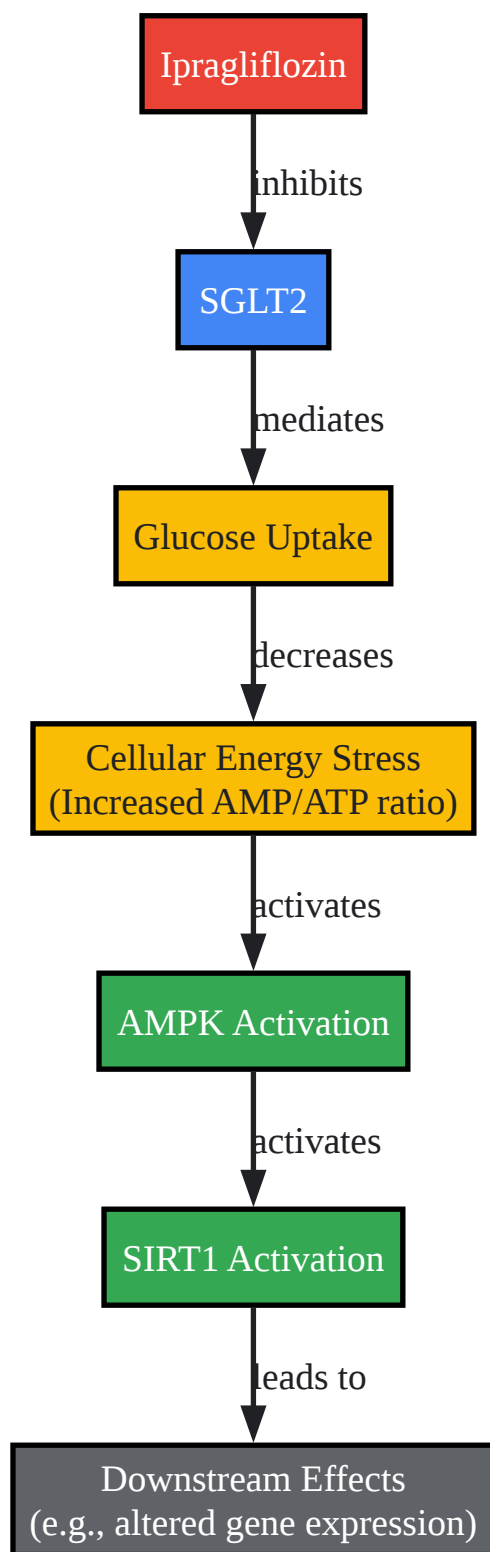 Ipragliflozin
inhibits
SGLT2
mediates
Glucose Uptake
decreases
Cellular Energy Stress
(Increased AMP/ATP ratio)
activates
AMPK Activation
activates
SIRT1 Activation
leads to
Downstream Effects
(e.g., altered gene expression)